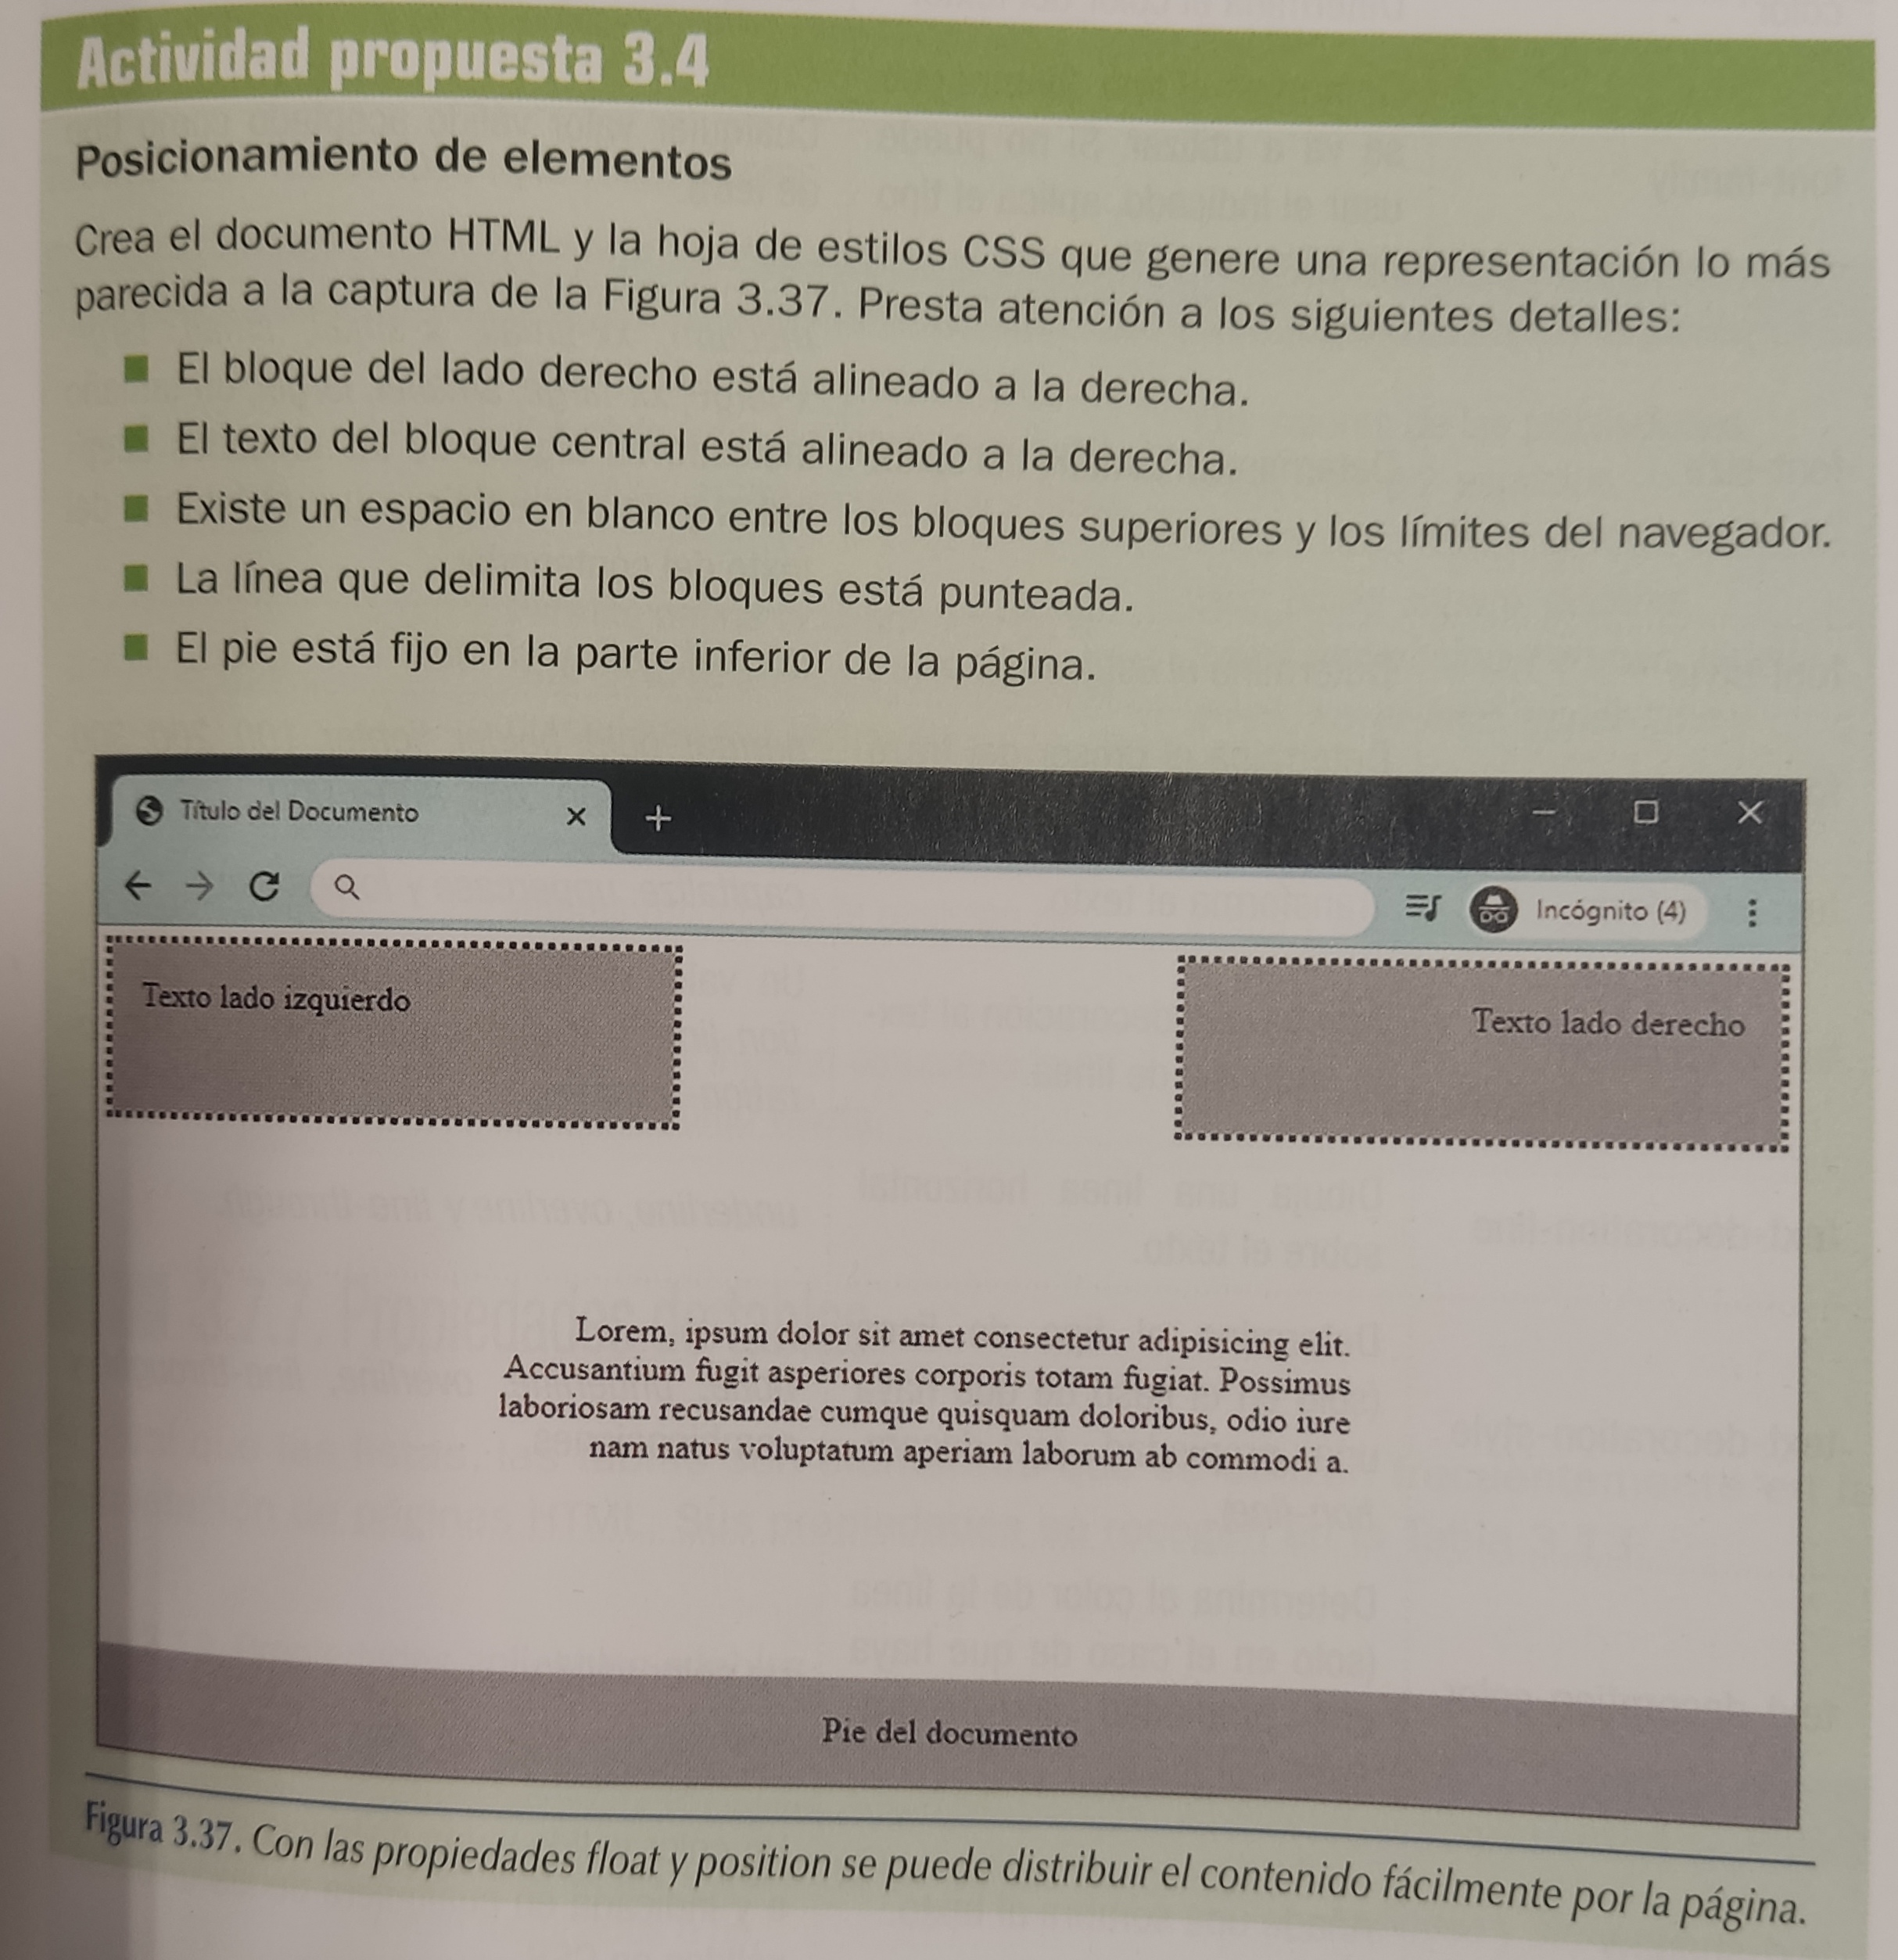 Actividad propuesta 3.4
Posicionamiento de elementos
Crea el documento HTML y la hoja de estilos CSS que genere una representación lo más
parecida a la captura de la Figura 3.37. Presta atención a los siguientes detalles:
El bloque del lado derecho está alineado a la derecha.
El texto del bloque central está alineado a la derecha.
Existe un espacio en blanco entre los bloques superiores y los límites del navegador.
La línea que delimita los bloques está punteada.
El pie está fijo en la parte inferior de la página.
Título del Documento
Incógnito (4)
Texto lado izquierdo
Texto lado derecho
Lorem, ipsum dolor sit amet consectetur adipisicing elit.
Accusantium fugit asperiores corporis totam fugiat. Possimus
laboriosam recusandae cumque quisquam doloribus, odio iure
nam natus voluptatum aperiam laborum ab commodi a.
Pie del documento
Figura 3.37. Con las propiedades float y position se puede distribuir el contenido fácilmente por la página.